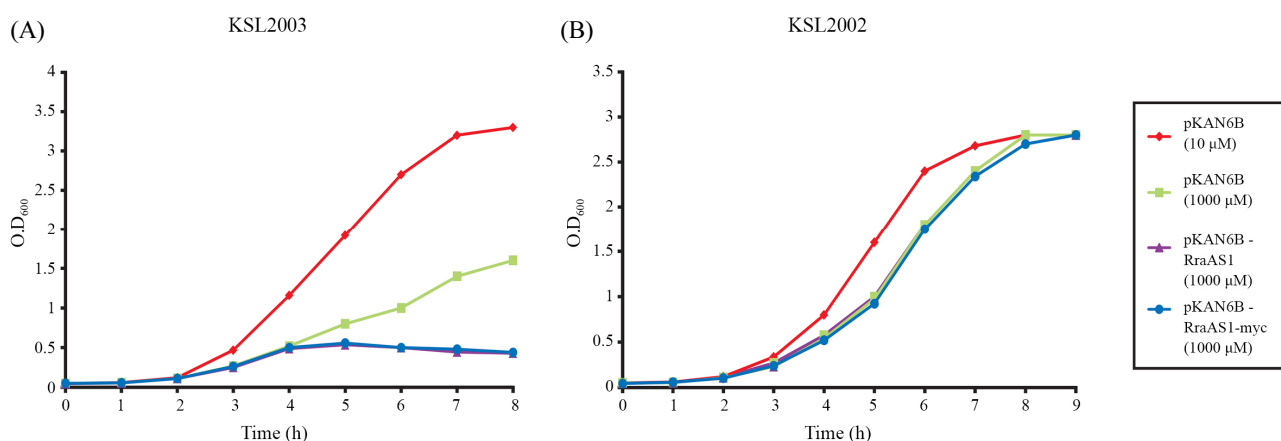 (A)
KSL2003
4
3.5
3
2.5
2
1.5
1
0.5
0
O.D600
0 1 2 3 4 5 6 7 8
Time (h)
(B)
KSL2002
3.5
3
2.5
2
1.5
1
0.5
0
O.D600
0 1 2 3 4 5 6 7 8 9
Time (h)
pKAN6B
(10 μM)
pKAN6B
(1000 μM)
pKAN6B -
RraAS1
(1000 μM)
pKAN6B -
RraAS1-myc
(1000 μM)